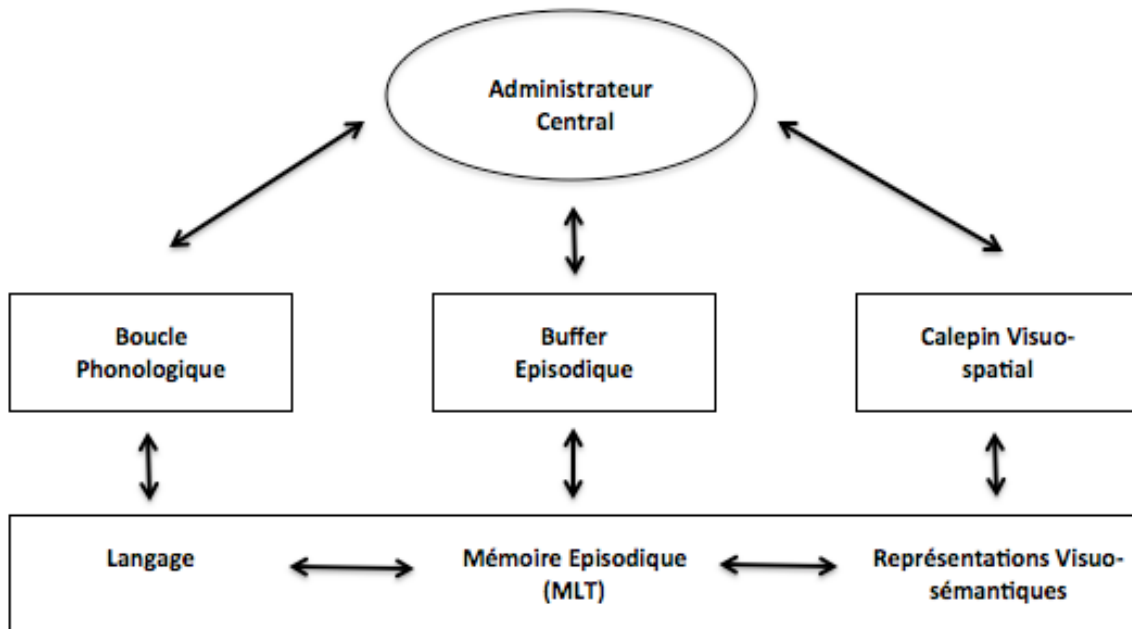 Administrateur
Central
Boucle
Phonologique
Buffer
Episodique
Calepin Visuo-
spatial
Langage
Mémoire Episodique
(MLT)
Représentations Visuo-
sémantiques